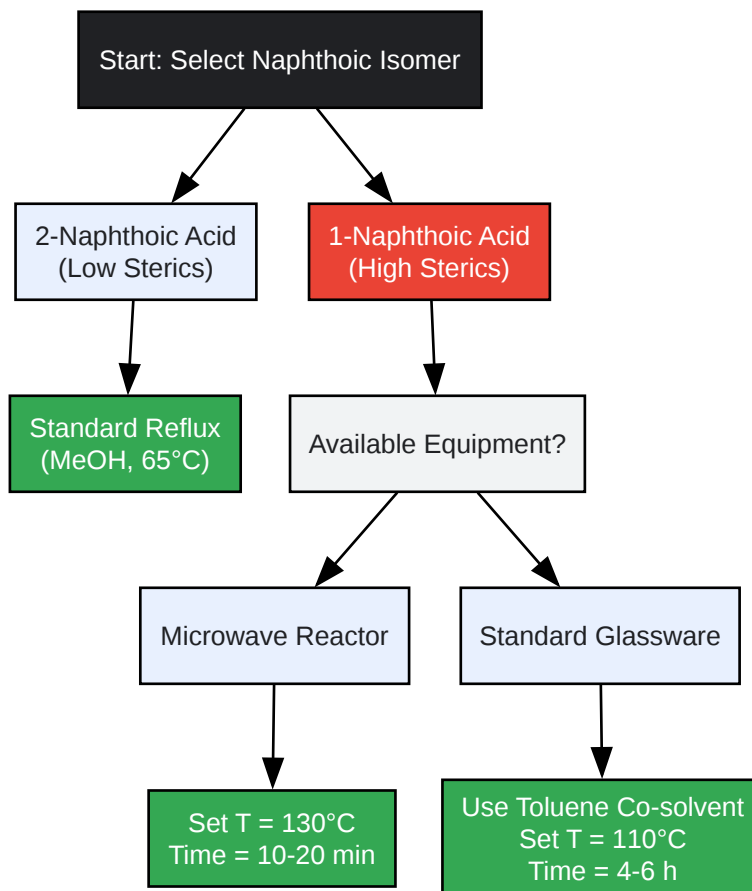 Start: Select Naphthoic Isomer
2-Naphthoic Acid
(Low Sterics)
1-Naphthoic Acid
(High Sterics)
Standard Reflux
(MeOH, 65°C)
Available Equipment?
Microwave Reactor
Standard Glassware
Set T = 130°C
Time = 10-20 min
Use Toluene Co-solvent
Set T = 110°C
Time = 4-6 h